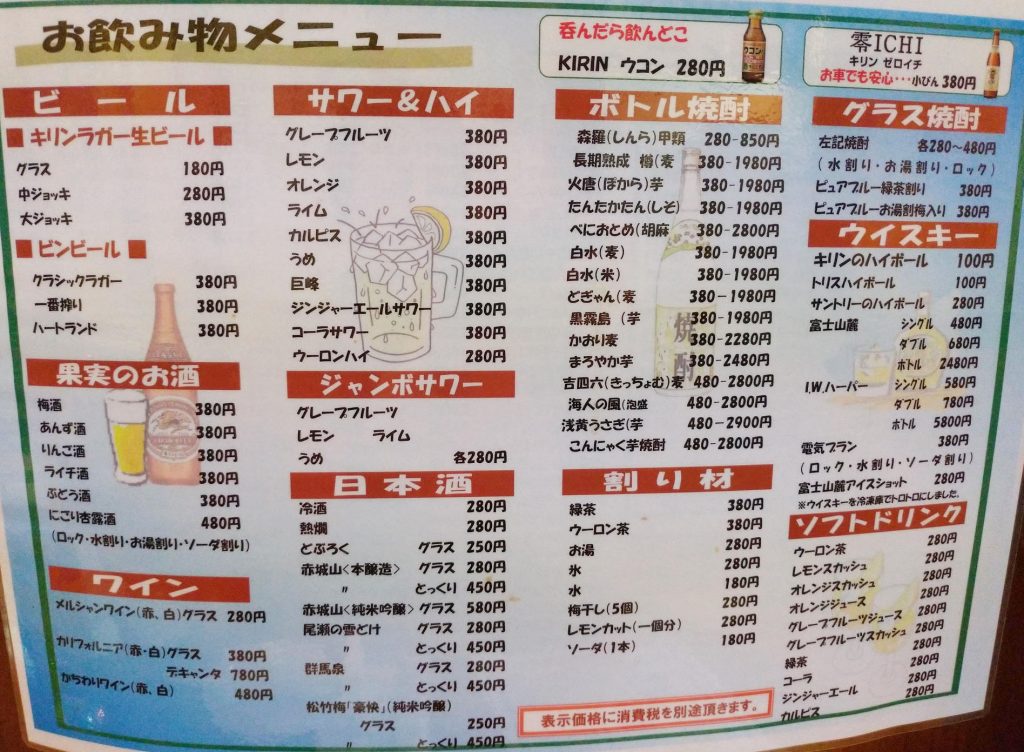 お飲み物メニュー
呑んだら飲んどこ
KIRIN ウコン 280円
零ICHI
キリン ゼロイチ
お車でも安心・・・小びん 380円
ビール
■ キリンラガー生ビール ■
グラス 180円
中ジョッキ 280円
大ジョッキ 380円
■ ビンビール ■
クラシックラガー 380円
一番搾り 380円
ハートランド 380円
果実のお酒
梅酒 380円
あんず酒 380円
りんご酒 380円
ライチ酒 380円
ぶどう酒 380円
にごり杏露酒 480円
(ロック・水割り・お湯割り・ソーダ割り)
ワイン
メルシャンワイン(赤、白)グラス 280円
カリフォルニア(赤・白)グラス 380円
デキャンタ 780円
かちわりワイン(赤、白) 480円
サワー&ハイ
グレープフルーツ 380円
レモン 380円
オレンジ 380円
ライム 380円
カルピス 380円
うめ 380円
巨峰 380円
ジンジャーエールサワー 380円
コーラサワー 380円
ウーロンハイ 280円
ジャンボサワー
グレープフルーツ
レモン ライム
うめ 各280円
日本酒
冷酒 280円
熱燗 280円
どぶろく グラス 250円
赤城山<本醸造> グラス 280円
〃 とっくり 450円
赤城山<純米吟醸> グラス 580円
尾瀬の雪どけ グラス 280円
〃 とっくり 450円
群馬泉 グラス 280円
〃 とっくり 450円
松竹梅「豪快」(純米吟醸)
グラス 250円
〃 とっくり 450円
ボトル焼酎
森羅(しんら)甲類 280-850円
長期熟成 樽(麦 380-1980円
火唐(ぽから)芋 380-1980円
たんたかたん(しそ) 380-1980円
べにおとめ(胡麻 380-2800円
白水(麦) 380-1980円
白水(米) 380-1980円
どぎゃん(麦 380-1980円
黒霧島(芋 380-1980円
かおり麦 380-2280円
まろやか芋 380-2480円
吉四六(きっちょむ)麦 480-2800円
海人の風(泡盛 480-2800円
浅黄うさぎ(芋 480-2900円
こんにゃく芋焼酎 480-2800円
焼酎
割り材
緑茶 380円
ウーロン茶 380円
お湯 280円
氷 280円
水 180円
梅干し(5個) 280円
レモンカット(一個分) 280円
ソーダ(1本) 180円
表示価格に消費税を別途頂きます。
グラス焼酎
左記焼酎 各280~480円
(水割り・お湯割り・ロック)
ピュアブルー緑茶割り 380円
ピュアブルーお湯割梅入り 380円
ウイスキー
キリンのハイボール 100円
トリスハイボール 100円
サントリーのハイボール 280円
富士山麓 シングル 480円
ダブル 680円
ボトル 2480円
I.W.ハーパー シングル 580円
ダブル 780円
ボトル 5800円
電気ブラン 380円
(ロック・水割り・ソーダ割り)
富士山麓アイスショット 280円
※ウイスキーを冷凍庫でトロトロにしました。
ソフトドリンク
ウーロン茶 280円
レモンスカッシュ 280円
オレンジスカッシュ 280円
オレンジジュース 280円
グレープフルーツジュース 280円
グレープフルーツスカッシュ 280円
緑茶 280円
コーラ 280円
ジンジャーエール 280円
カルピス 280円